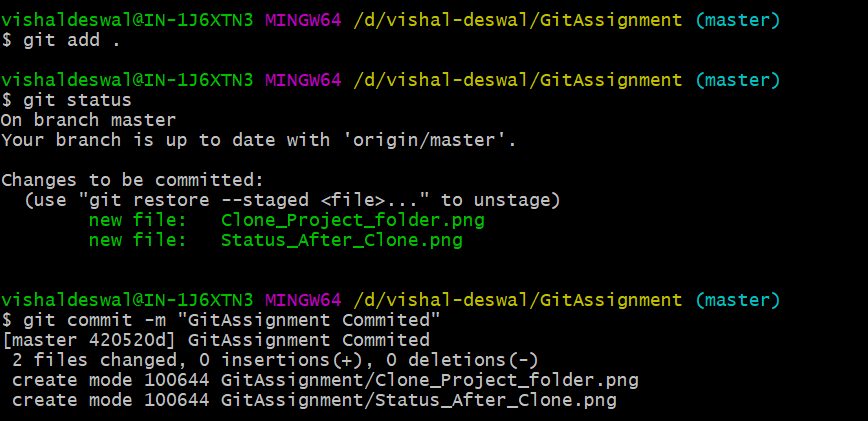 vishaldeswal@IN-1J6XTN3 MINGW64 /d/vishal-deswal/GitAssignment (master)
$ git add .
vishaldeswal@IN-1J6XTN3 MINGW64 /d/vishal-deswal/GitAssignment (master)
$ git status
On branch master
Your branch is up to date with 'origin/master'.
Changes to be committed:
  (use "git restore --staged <file>..." to unstage)
        new file:   Clone_Project_folder.png
        new file:   Status_After_Clone.png
vishaldeswal@IN-1J6XTN3 MINGW64 /d/vishal-deswal/GitAssignment (master)
$ git commit -m "GitAssignment Commited"
[master 420520d] GitAssignment Commited
 2 files changed, 0 insertions(+), 0 deletions(-)
 create mode 100644 GitAssignment/Clone_Project_folder.png
 create mode 100644 GitAssignment/Status_After_Clone.png